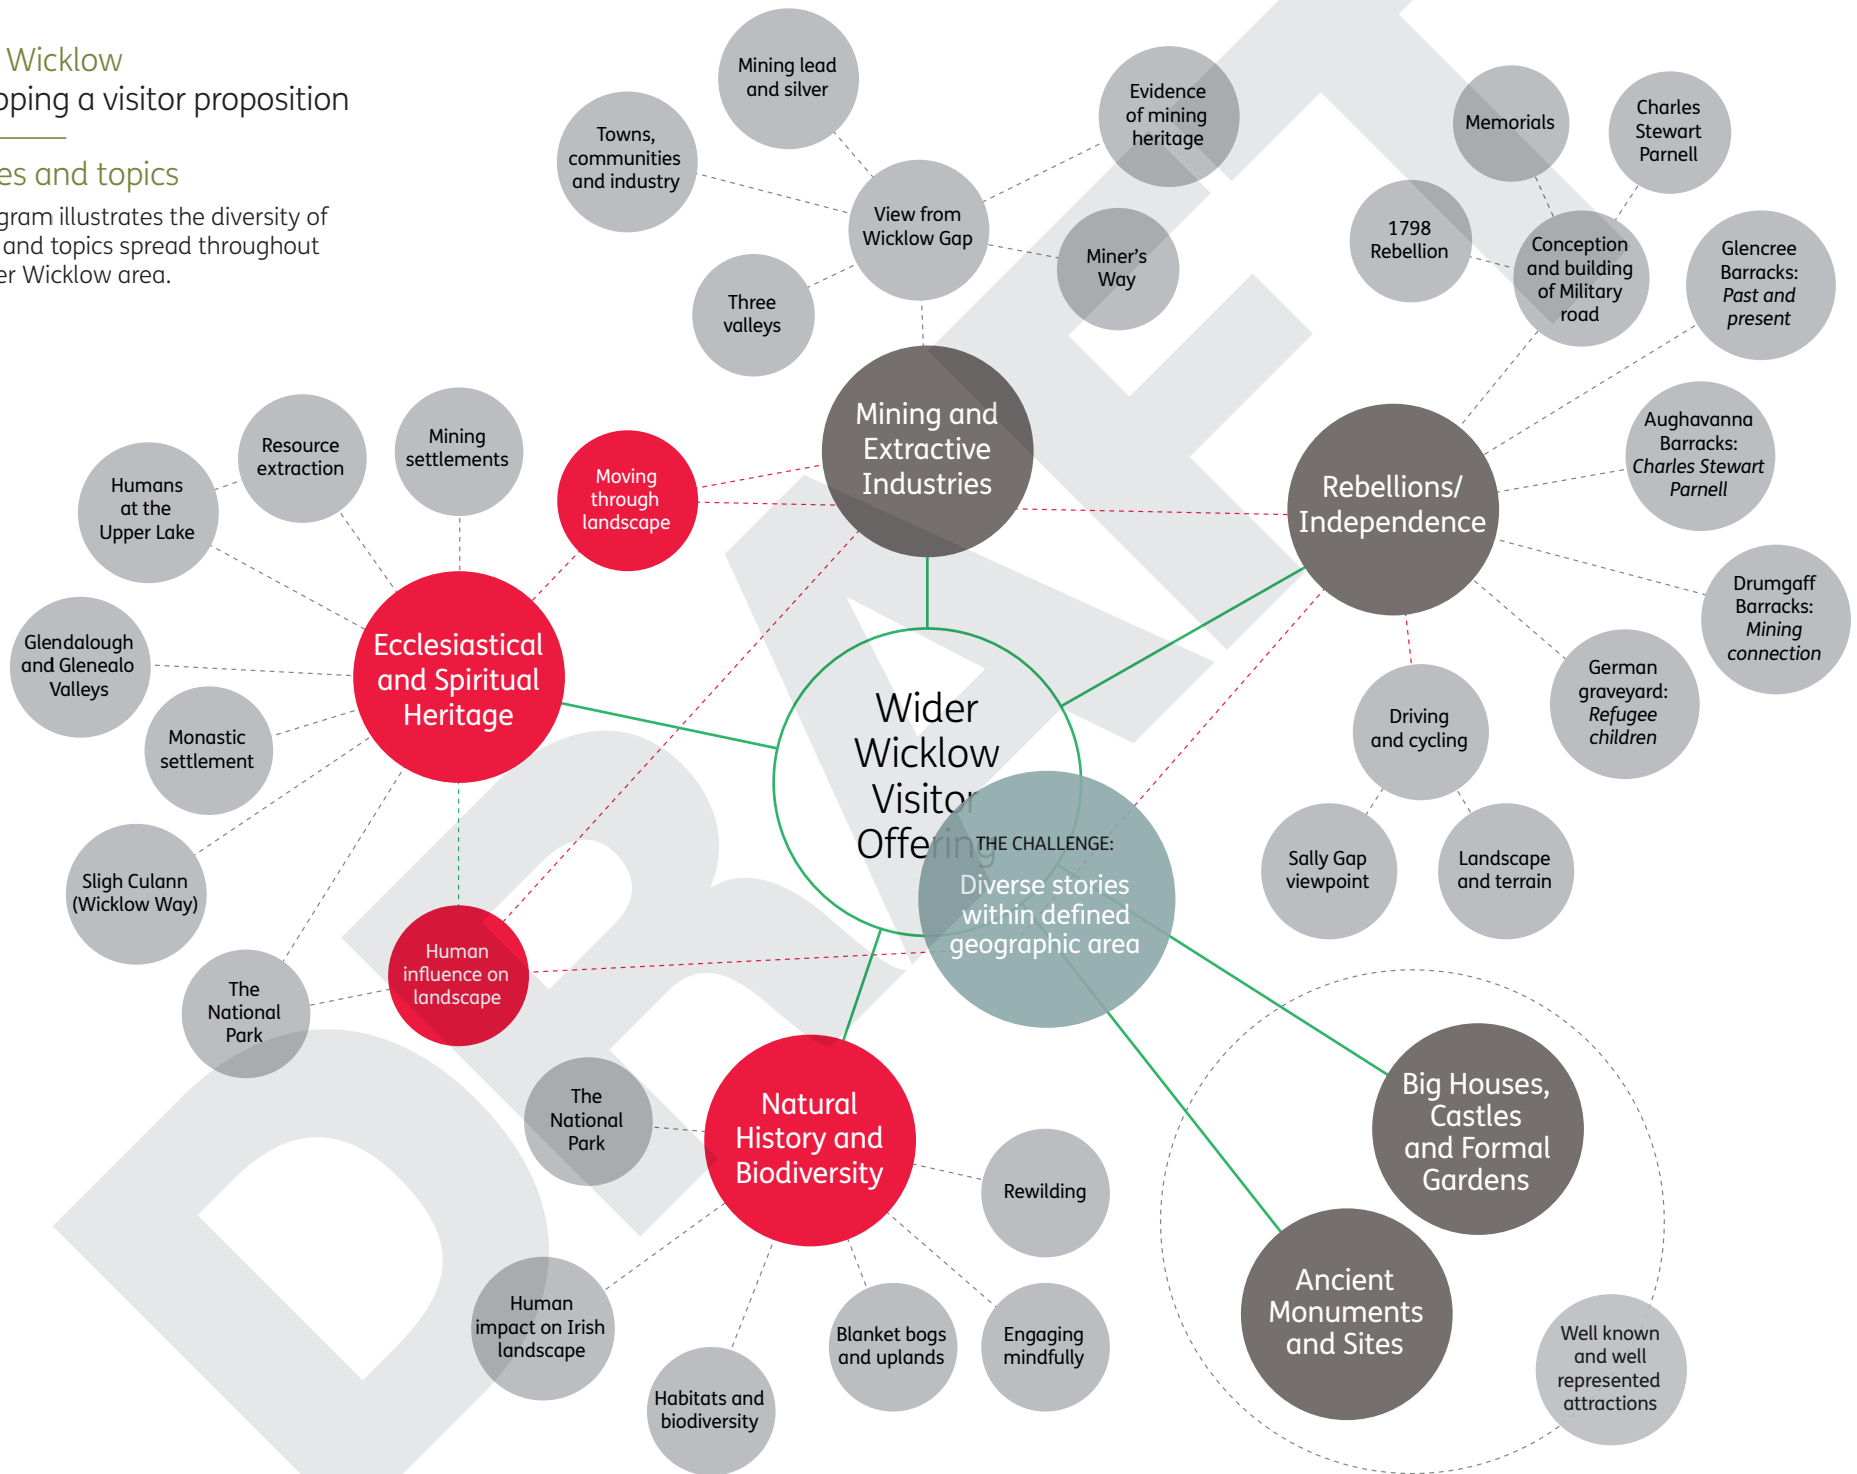 Wicklow
pping a visitor proposition
es and topics
gram illustrates the diversity of
and topics spread throughout
er Wicklow area.
Mining lead
and silver
Towns,
communities
and industry
Evidence
of mining
heritage
View from
Wicklow Gap
Miner’s
Way
Three
valleys
Memorials
Charles
Stewart
Parnell
1798
Rebellion
Conception
and building
of Military
road
Glencree
Barracks:
Past and
present
Mining and
Extractive
Industries
Rebellions/
Independence
Aughavanna
Barracks:
Charles Stewart
Parnell
Drumgaff
Barracks:
Mining
connection
German
graveyard:
Refugee
children
Driving
and cycling
Sally Gap
viewpoint
Landscape
and terrain
Resource
extraction
Mining
settlements
Humans
at the
Upper Lake
Moving
through
landscape
Ecclesiastical
and Spiritual
Heritage
Glendalough
and Glenealo
Valleys
Monastic
settlement
Sligh Culann
(Wicklow Way)
The
National
Park
Human
influence on
landscape
Wider
Wicklow
Visitor
Offering
THE CHALLENGE:
Diverse stories
within defined
geographic area
The
National
Park
Natural
History and
Biodiversity
Rewilding
Human
impact on Irish
landscape
Habitats and
biodiversity
Blanket bogs
and uplands
Engaging
mindfully
Big Houses,
Castles
and Formal
Gardens
Ancient
Monuments
and Sites
Well known
and well
represented
attractions
DRAFT